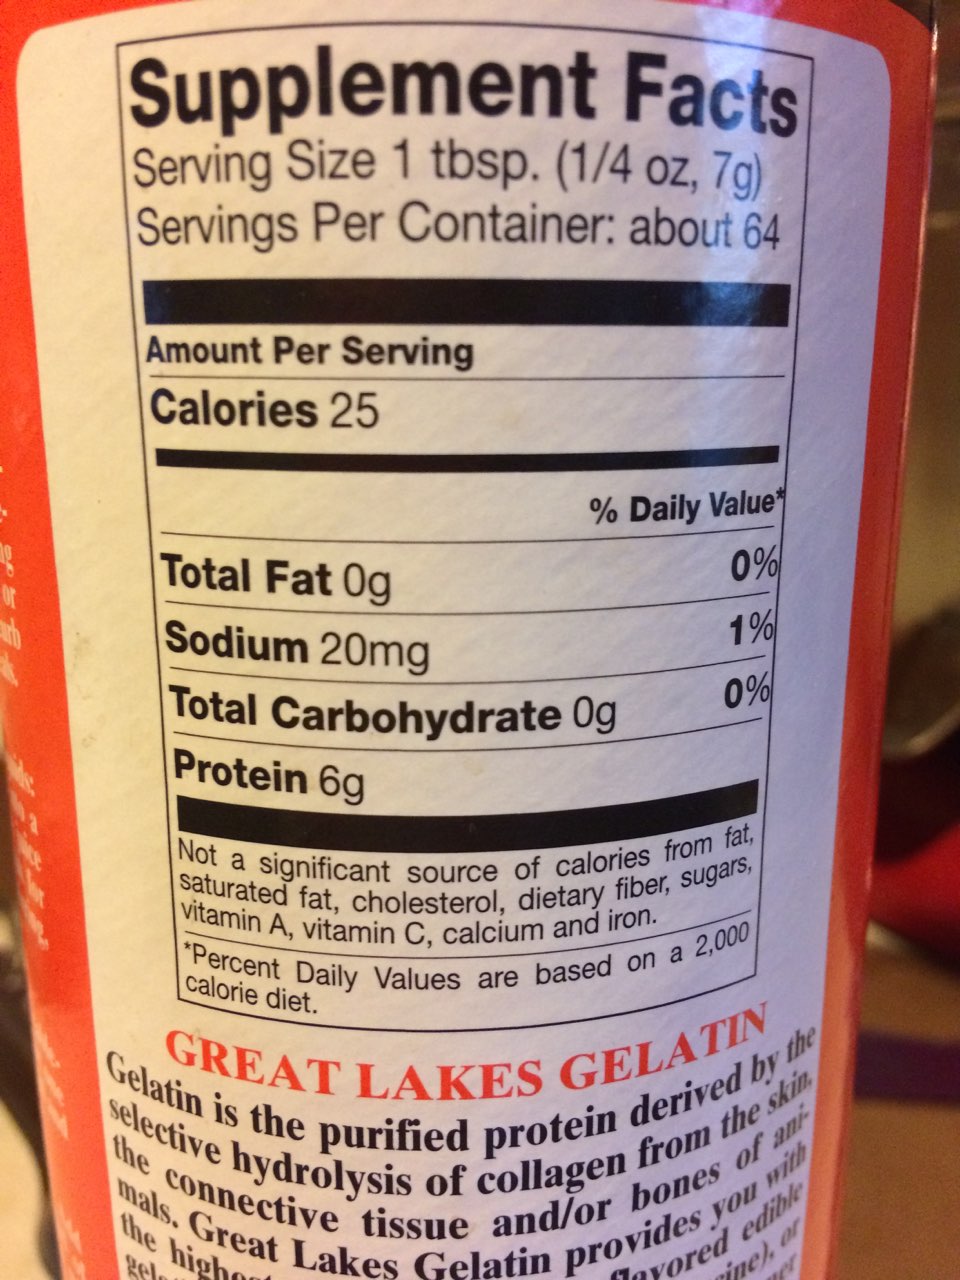 Supplement Facts
Serving Size 1 tbsp. (1/4 oz, 7g)
Servings Per Container: about 64
Amount Per Serving
Calories 25
% Daily Value*
Total Fat 0g 0%
Sodium 20mg 1%
Total Carbohydrate 0g 0%
Protein 6g
Not a significant source of calories from fat,
saturated fat, cholesterol, dietary fiber, sugars,
vitamin A, vitamin C, calcium and iron.
*Percent Daily Values are based on a 2,000
calorie diet.
GREAT LAKES GELATIN
Gelatin is the purified protein derived by the
selective hydrolysis of collagen from the skin,
the connective tissue and/or bones of ani-
mals. Great Lakes Gelatin provides you with
the highest flavored edible